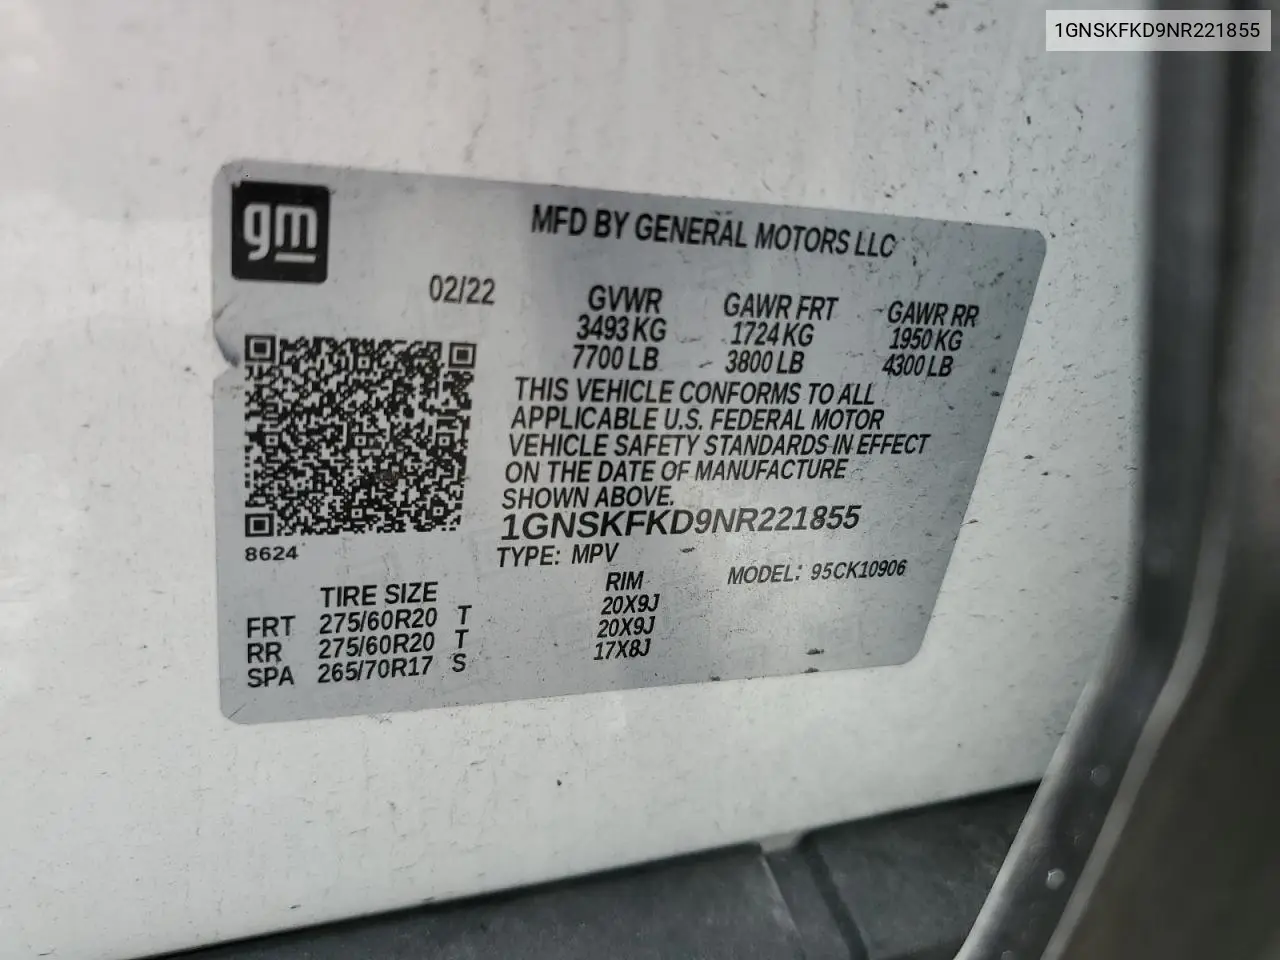 1GNSKFKD9NR221855
gm
MFD BY GENERAL MOTORS LLC
02/22
GVWR GAWR FRT GAWR RR
3493 KG 1724 KG 1950 KG
7700 LB 3800 LB 4300 LB
THIS VEHICLE CONFORMS TO ALL
APPLICABLE U.S. FEDERAL MOTOR
VEHICLE SAFETY STANDARDS IN EFFECT
ON THE DATE OF MANUFACTURE
SHOWN ABOVE.
1GNSKFKD9NR221855
8624
TYPE: MPV MODEL: 95CK10906
TIRE SIZE RIM
FRT 275/60R20 T 20X9J
RR 275/60R20 T 20X9J
SPA 265/70R17 S 17X8J